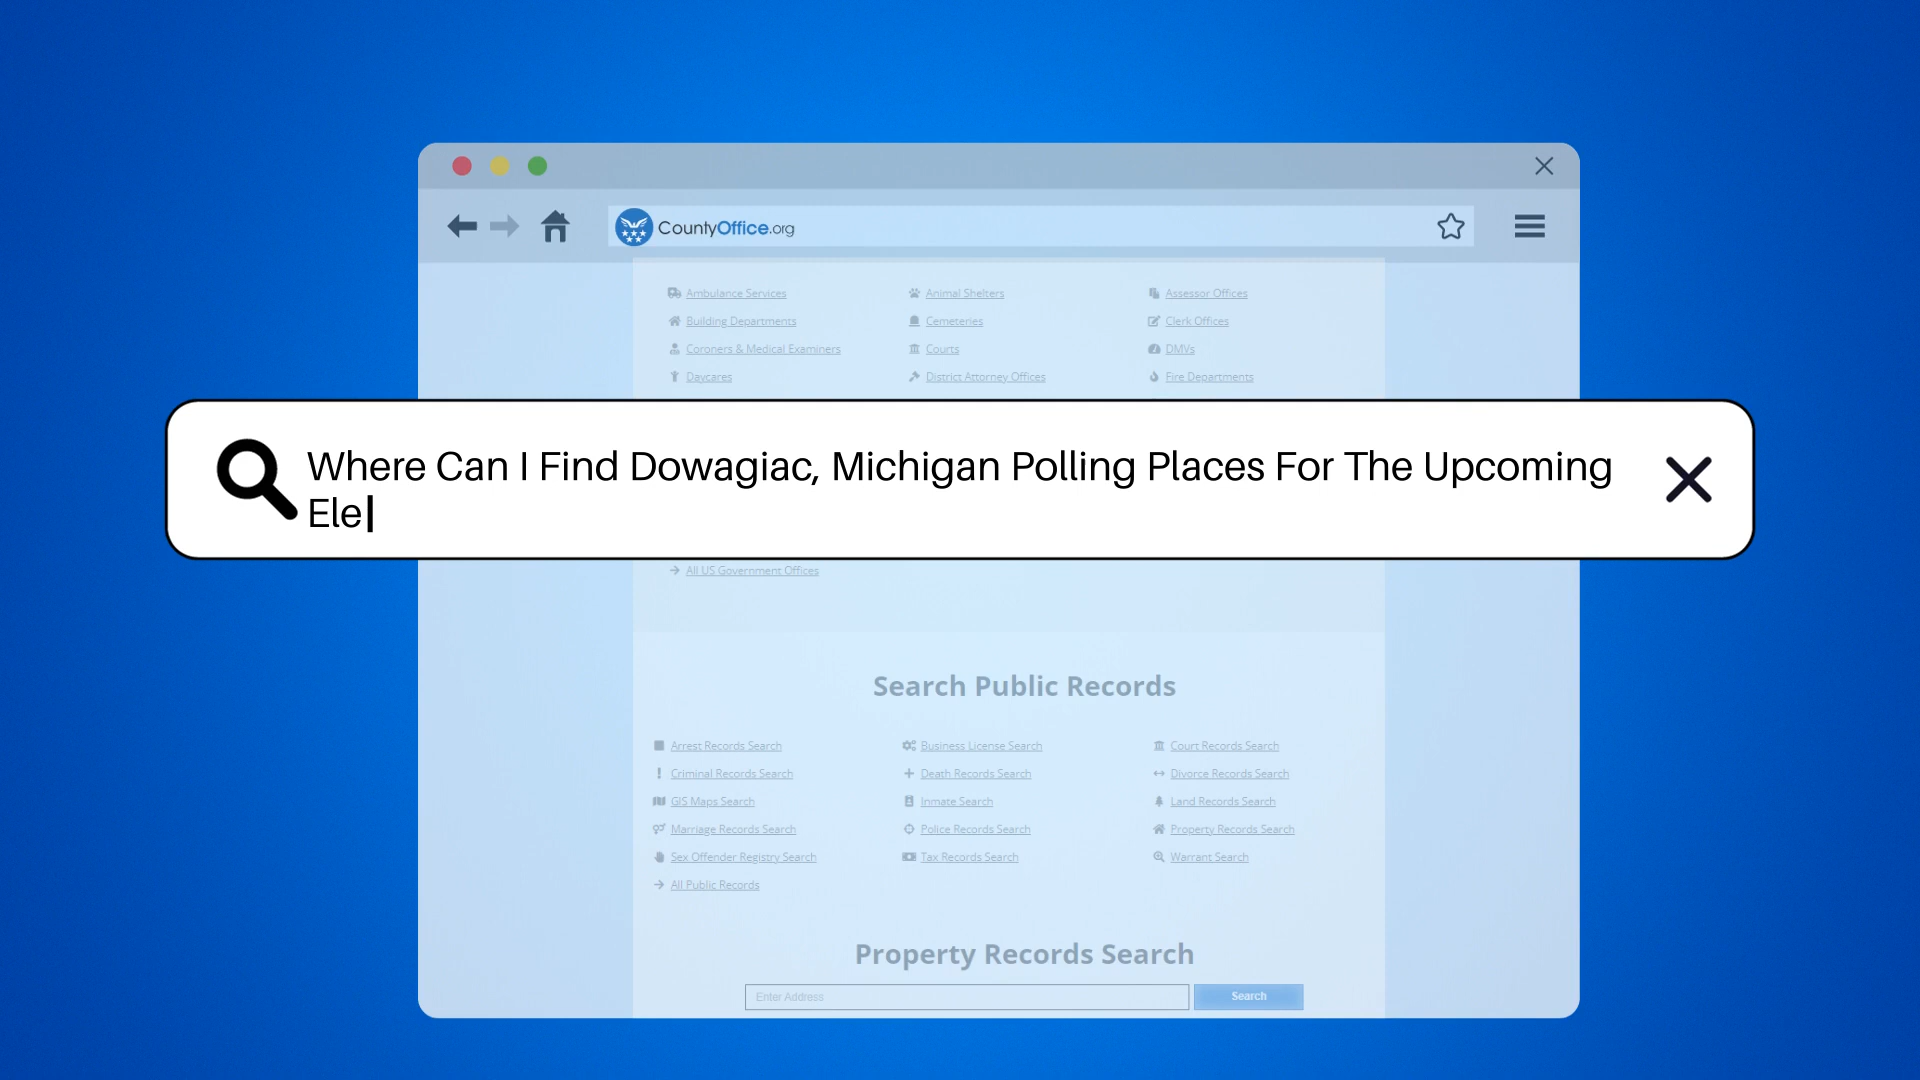 CountyOffice.org
Ambulance Services Animal Shelters Assessor Offices
Building Departments Cemeteries Clerk Offices
Coroners & Medical Examiners Courts DMVs
Daycares District Attorney Offices Fire Departments
Where Can I Find Dowagiac, Michigan Polling Places For The Upcoming
Ele
All US Government Offices
Search Public Records
Arrest Records Search Business License Search Court Records Search
Criminal Records Search Death Records Search Divorce Records Search
GIS Maps Search Inmate Search Land Records Search
Marriage Records Search Police Records Search Property Records Search
Sex Offender Registry Search Tax Records Search Warrant Search
All Public Records
Property Records Search
Enter Address Search